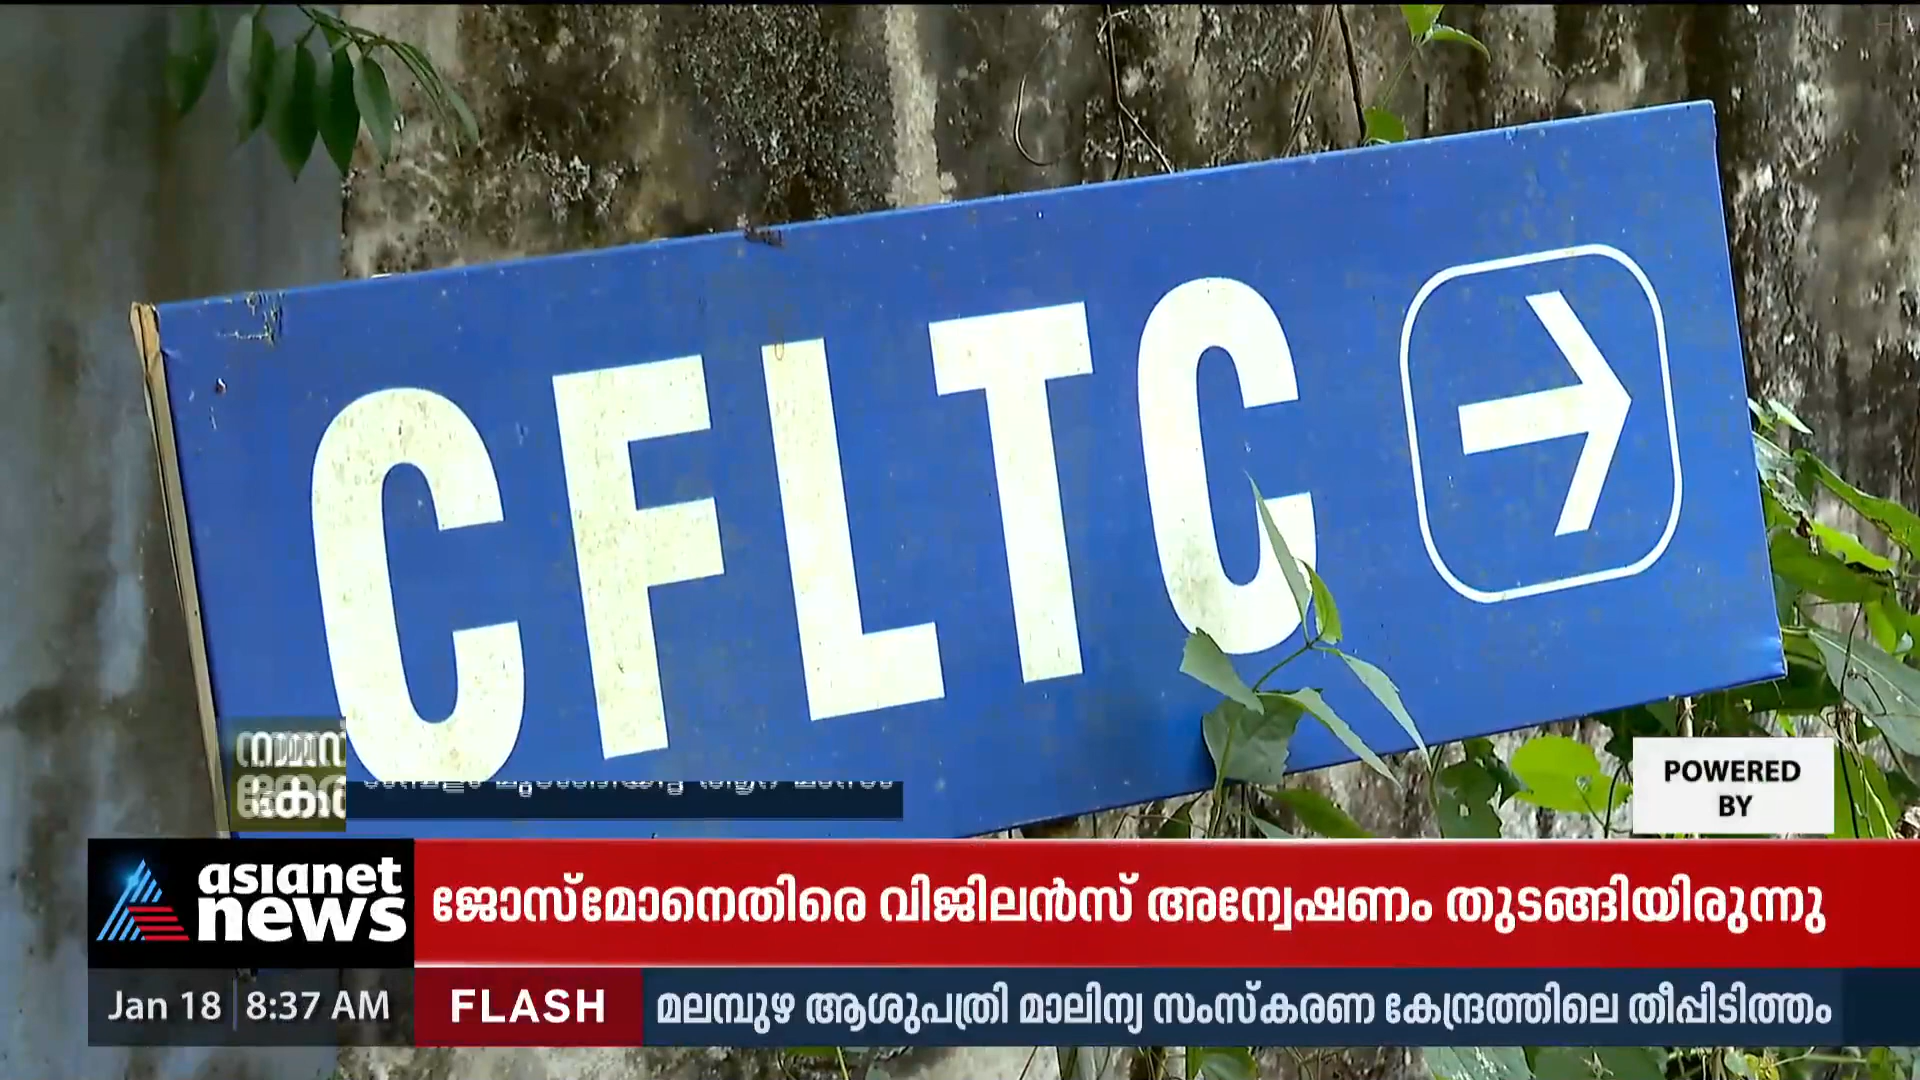 CFLTC
POWERED
BY
asianet
news
ജോസ്മോനെതിരെ വിജിലൻസ് അന്വേഷണം തുടങ്ങിയിരുന്നു
Jan 18 8:37 AM
FLASH
മലമ്പുഴ ആശുപത്രി മാലിന്യ സംസ്കരണ കേന്ദ്രത്തിലെ തീപ്പിടിത്തം